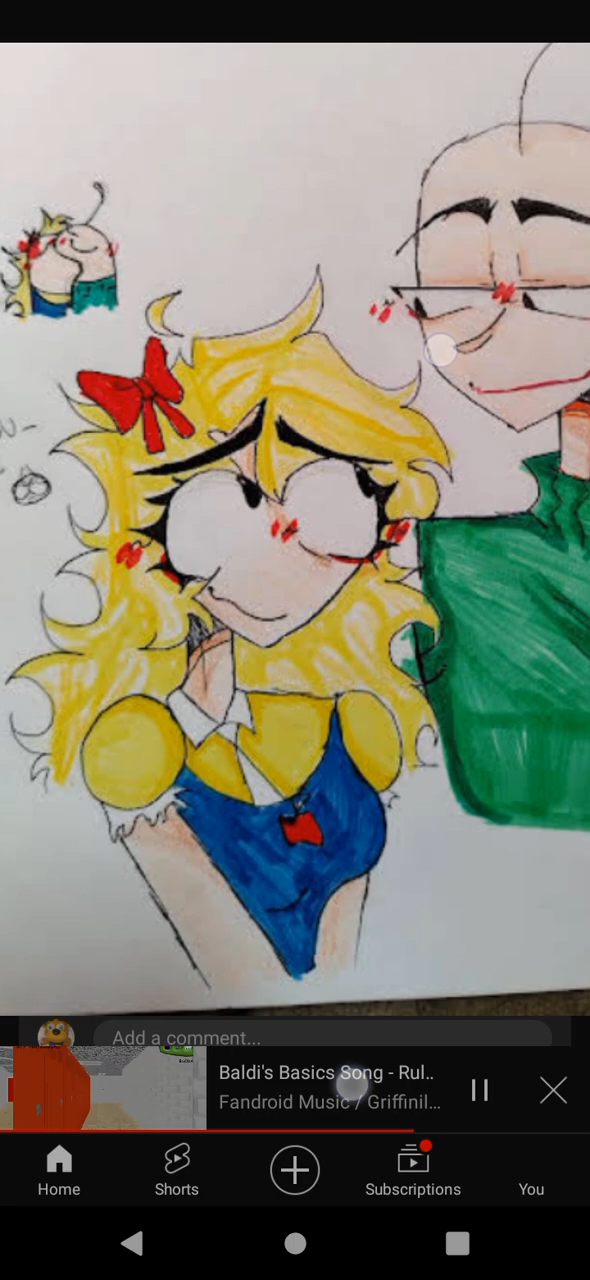 Add a comment...
Baldi's Basics Song - Rul..
Fandroid Music / Griffinil...
Home
Shorts
Subscriptions
You